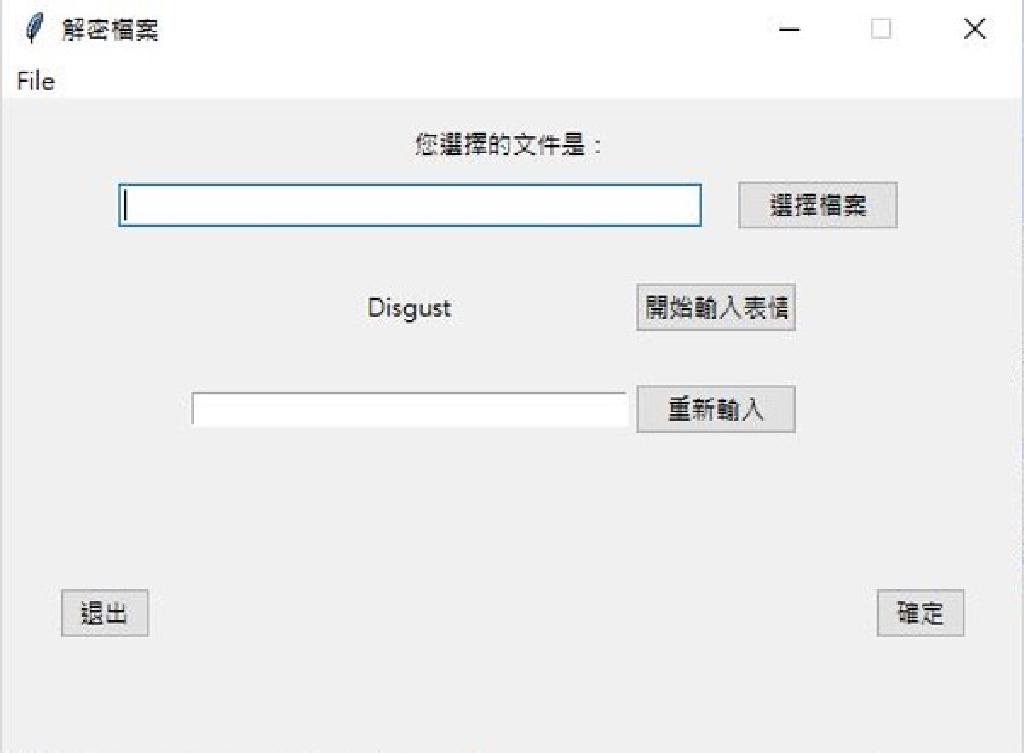 解密檔案
File
您選擇的文件是：
選擇檔案
Disgust
開始輸入表情
重新輸入
退出
確定